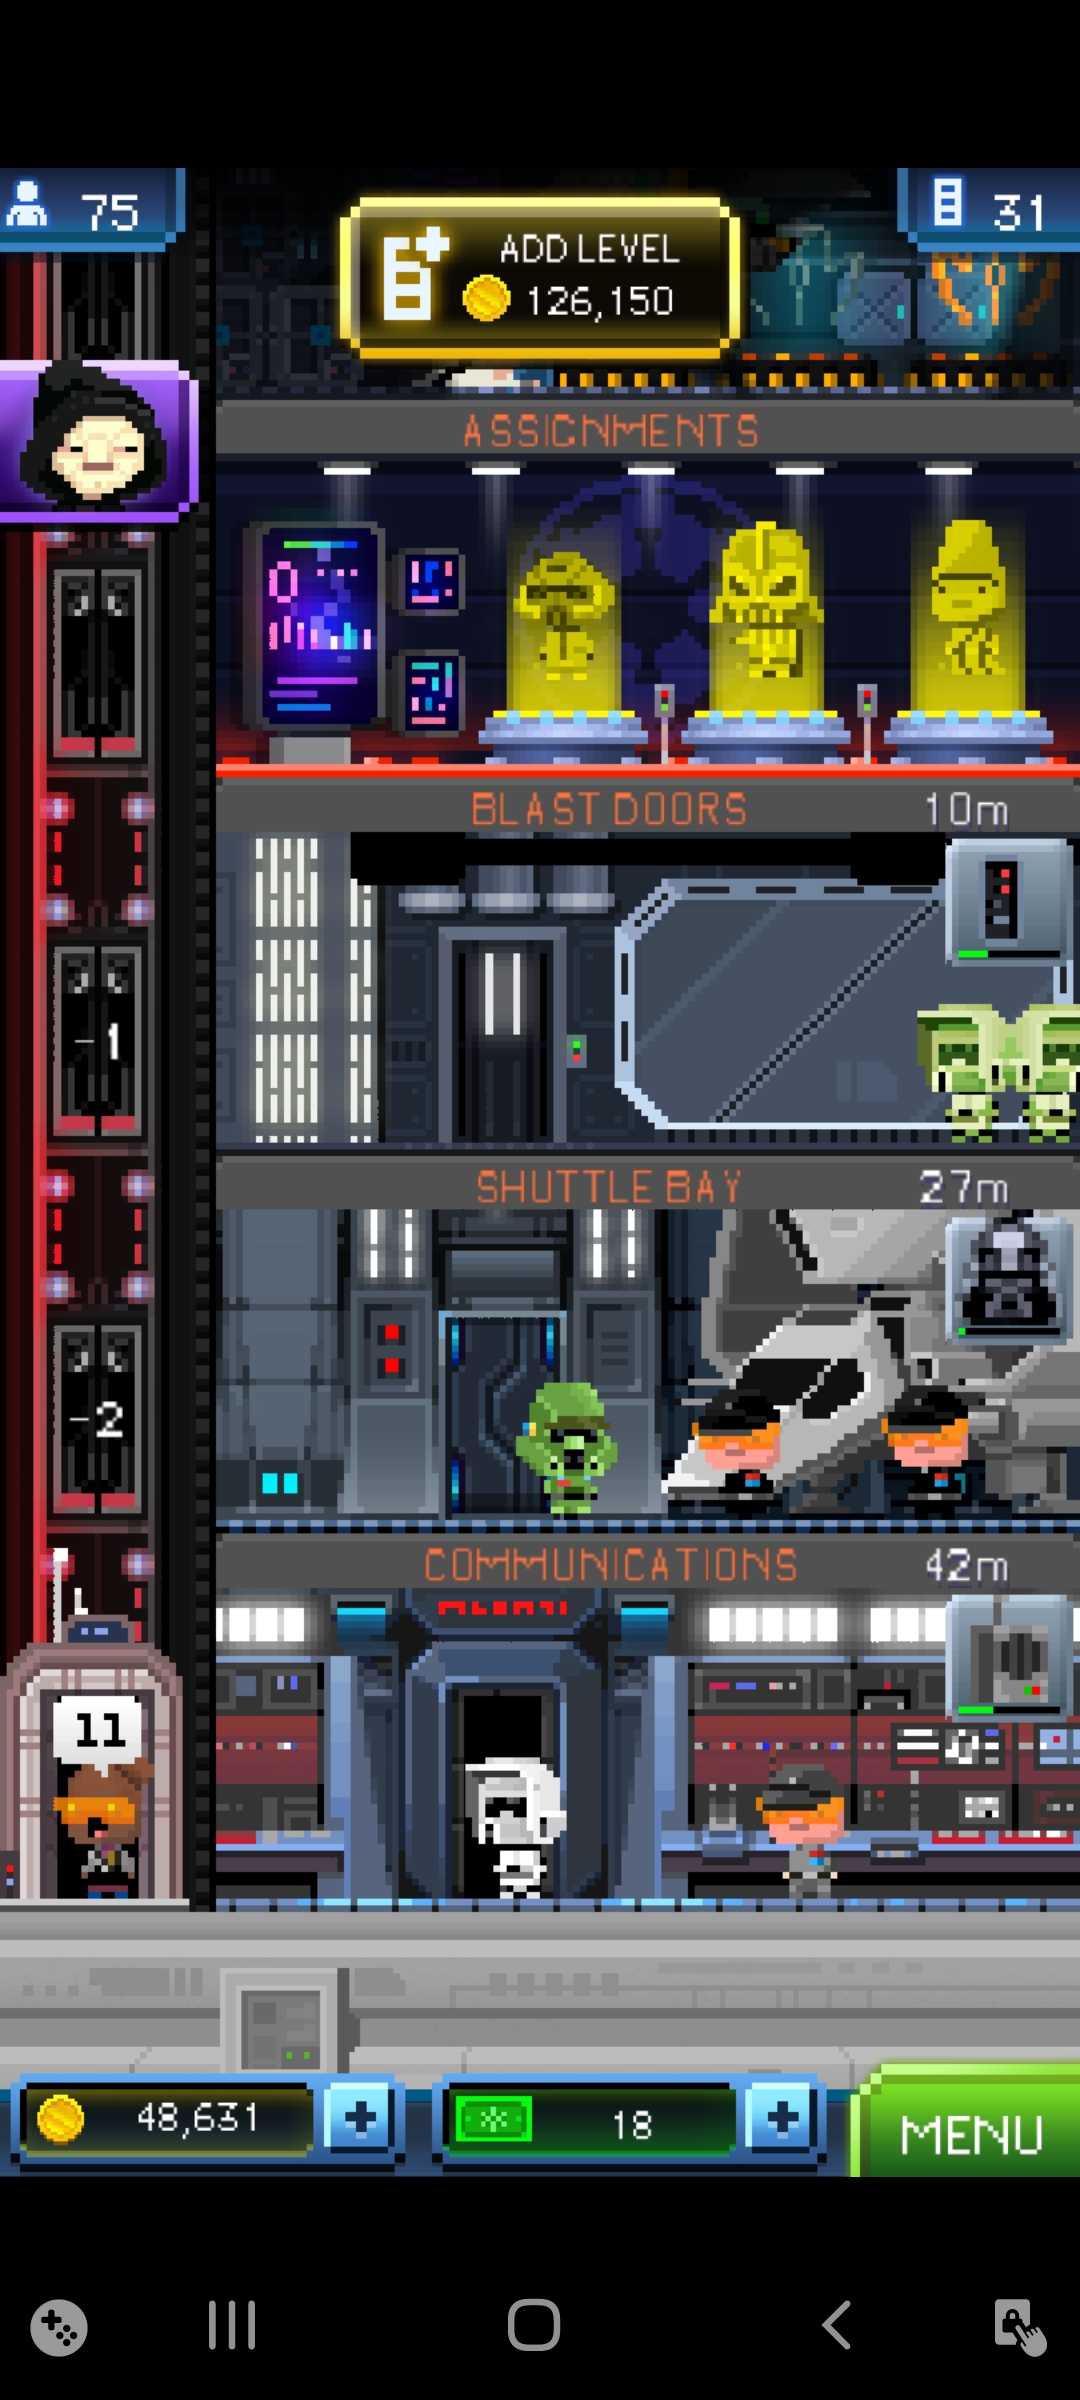 75
ADD LEVEL
126,150
31
ASSIGNMENTS
BLAST DOORS 10m
-1
SHUTTLE BAY 27m
-2
COMMUNICATIONS 42m
11
48,631
18
MENU